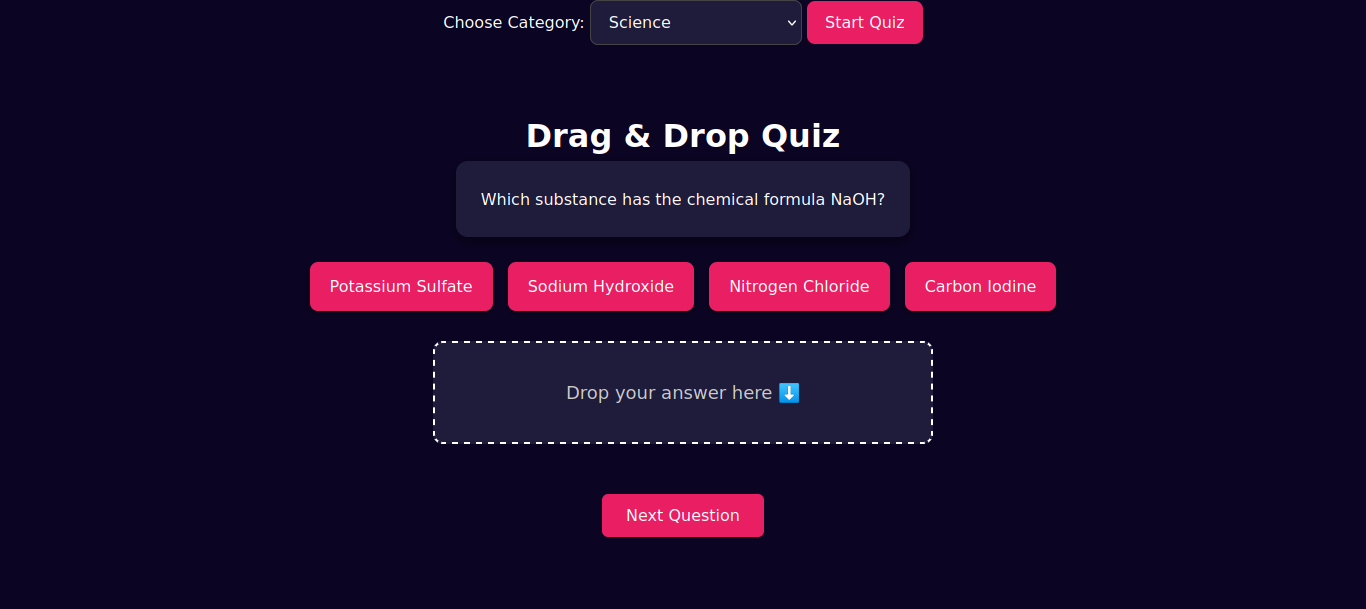 Choose Category: Science Start Quiz
Drag & Drop Quiz
Which substance has the chemical formula NaOH?
Potassium Sulfate Sodium Hydroxide Nitrogen Chloride Carbon Iodine
Drop your answer here ⬇️
Next Question